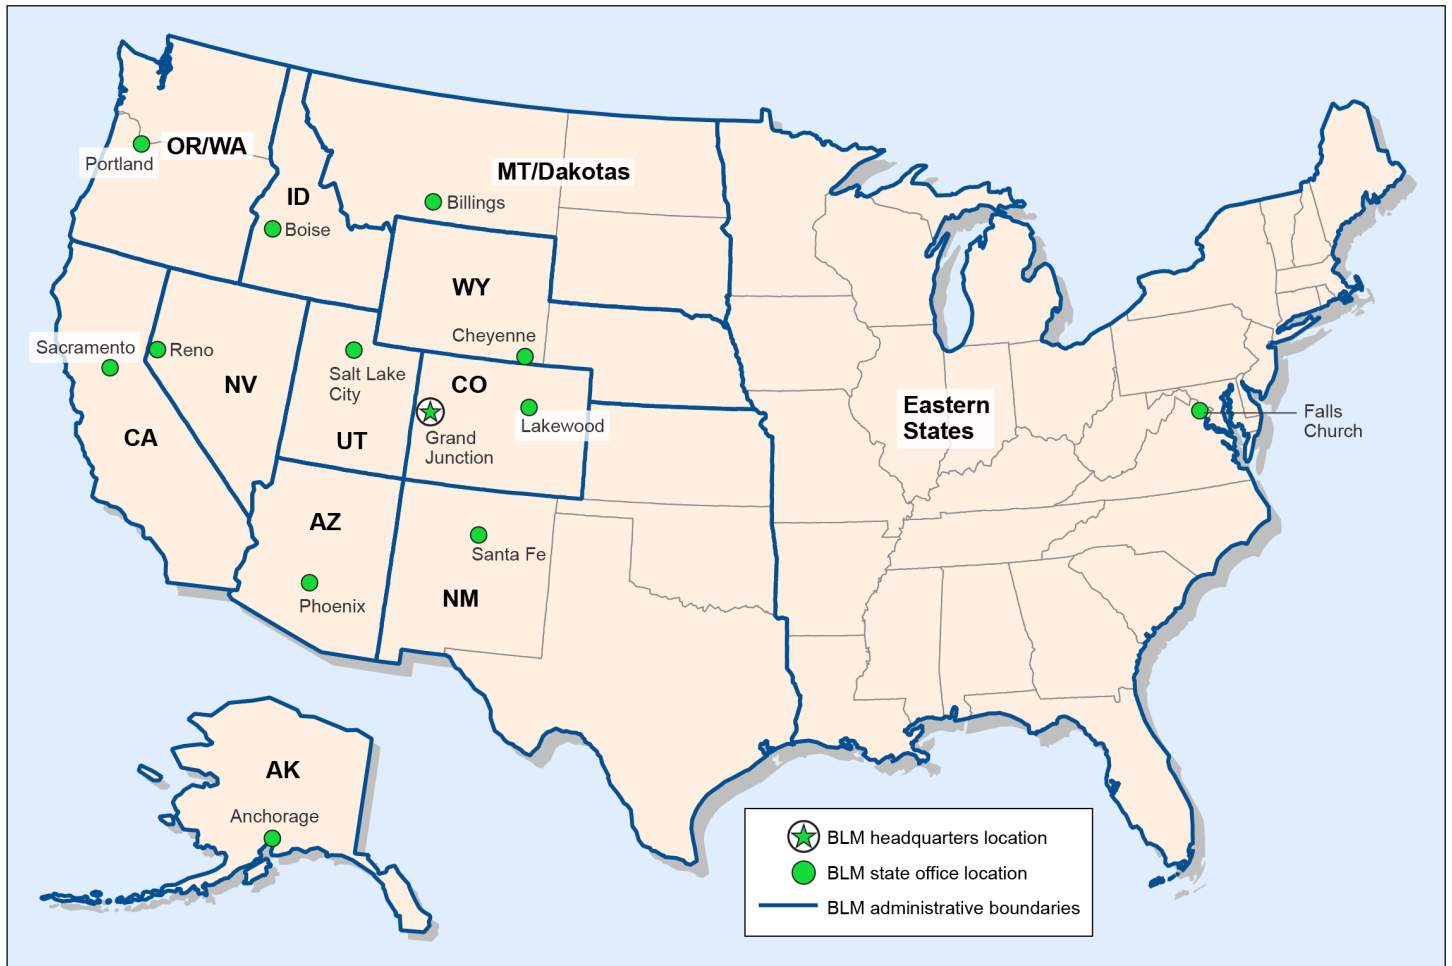 OR/WA
Portland
MT/Dakotas
ID
Billings
Boise
WY
Cheyenne
Sacramento
Reno
Salt Lake
City
NV
CO
Lakewood
Grand
Junction
CA
UT
Eastern
States
Falls
Church
AZ
Santa Fe
Phoenix
NM
AK
Anchorage
BLM headquarters location
BLM state office location
BLM administrative boundaries